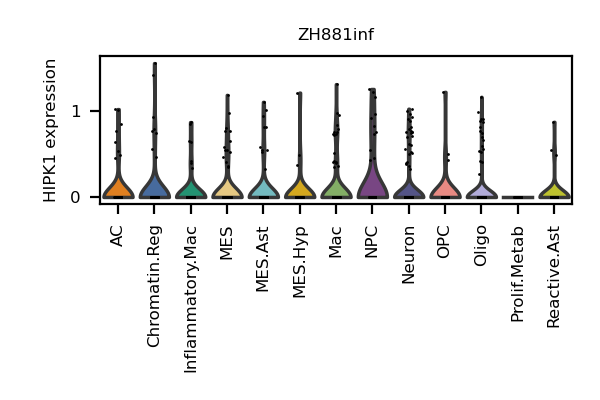 ZH881inf
HIPK1 expression
1
0
AC
Chromatin.Reg
Inflammatory.Mac
MES
MES.Ast
MES.Hyp
Mac
NPC
Neuron
OPC
Oligo
Prolif.Metab
Reactive.Ast